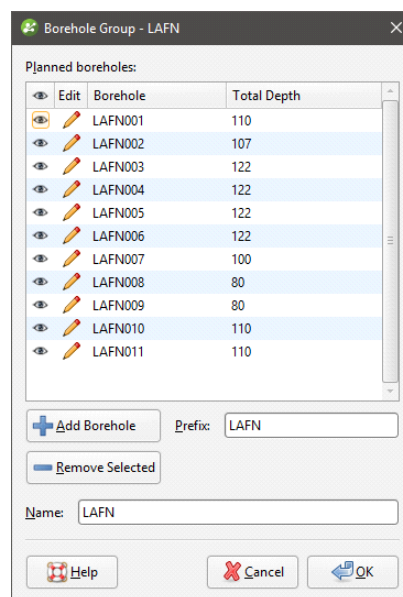 Borehole Group - LAFN
Planned boreholes:
Edit Borehole Total Depth
LAFN001 110
LAFN002 107
LAFN003 122
LAFN004 122
LAFN005 122
LAFN006 122
LAFN007 100
LAFN008 80
LAFN009 80
LAFN010 110
LAFN011 110
Add Borehole Prefix: LAFN
Remove Selected
Name: LAFN
Help Cancel OK